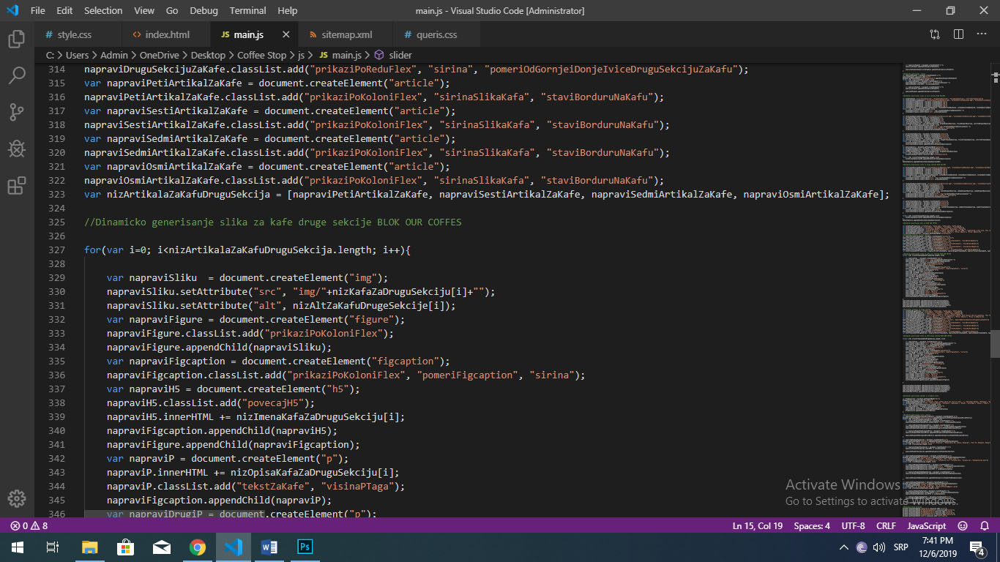 File Edit Selection View Go Debug Terminal Help main.js - Visual Studio Code [Administrator]
# style.css <> index.html JS main.js × sitemap.xml # queris.css ...
C: > Users > Admin > OneDrive > Desktop > Coffee Stop > js > JS main.js > slider
314 napraviDruguSekcijuZaKafe.classList.add("prikaziPoReduFlex", "sirina", "pomeriOdGornjeiDonjeIviceDruguSekcijuZaKafu");
315 var napraviPetiArtikalZaKafe = document.createElement("article");
316 napraviPetiArtikalZaKafe.classList.add("prikaziPoKoloniFlex", "sirinaSlikaKafa", "staviBorduruNaKafu");
317 var napraviSestiArtikalZaKafe = document.createElement("article");
318 napraviSestiArtikalZaKafe.classList.add("prikaziPoKoloniFlex", "sirinaSlikaKafa", "staviBorduruNaKafu");
319 var napraviSedmiArtikalZaKafe = document.createElement("article");
320 napraviSedmiArtikalZaKafe.classList.add("prikaziPoKoloniFlex", "sirinaSlikaKafa", "staviBorduruNaKafu");
321 var napraviOsmiArtikalZaKafe = document.createElement("article");
322 napraviOsmiArtikalZaKafe.classList.add("prikaziPoKoloniFlex", "sirinaSlikaKafa", "staviBorduruNaKafu");
323 var nizArtikalaZaKafuDruguSekcija = [napraviPetiArtikalZaKafe, napraviSestiArtikalZaKafe, napraviSedmiArtikalZaKafe, napraviOsmiArtikalZaKafe];
324
325 //Dinamicko generisanje slika za kafe druge sekcije BLOK OUR COFFES
326
327 for(var i=0; i<nizArtikalaZaKafuDruguSekcija.length; i++){
328
329 var napraviSliku  = document.createElement("img");
330 napraviSliku.setAttribute("src", "img/"+nizKafaZaDruguSekciju[i]+"");
331 napraviSliku.setAttribute("alt", nizAltZaKafuDrugeSekcije[i]);
332 var napraviFigure = document.createElement("figure");
333 napraviFigure.classList.add("prikaziPoKoloniFlex");
334 napraviFigure.appendChild(napraviSliku);
335 var napraviFigcaption = document.createElement("figcaption");
336 napraviFigcaption.classList.add("prikaziPoKoloniFlex", "pomeriFigcaption", "sirina");
337 var napraviH5 = document.createElement("h5");
338 napraviH5.classList.add("povecajH5");
339 napraviH5.innerHTML += nizImenaKafaZaDruguSekciju[i];
340 napraviFigcaption.appendChild(napraviH5);
341 napraviFigure.appendChild(napraviFigcaption);
342 var napraviP = document.createElement("p");
343 napraviP.innerHTML += nizOpisaKafaZaDruguSekciju[i];
344 napraviP.classList.add("tekstZaKafe", "visinaPTaga");
345 napraviFigcaption.appendChild(napraviP);
346 var napraviDrugiP = document.createElement("p");
Activate Windows
Go to Settings to activate Windows.
0 8 Ln 15, Col 19 Spaces: 4 UTF-8 CRLF JavaScript
W Ps SRP 7:41 PM
12/6/2019 4